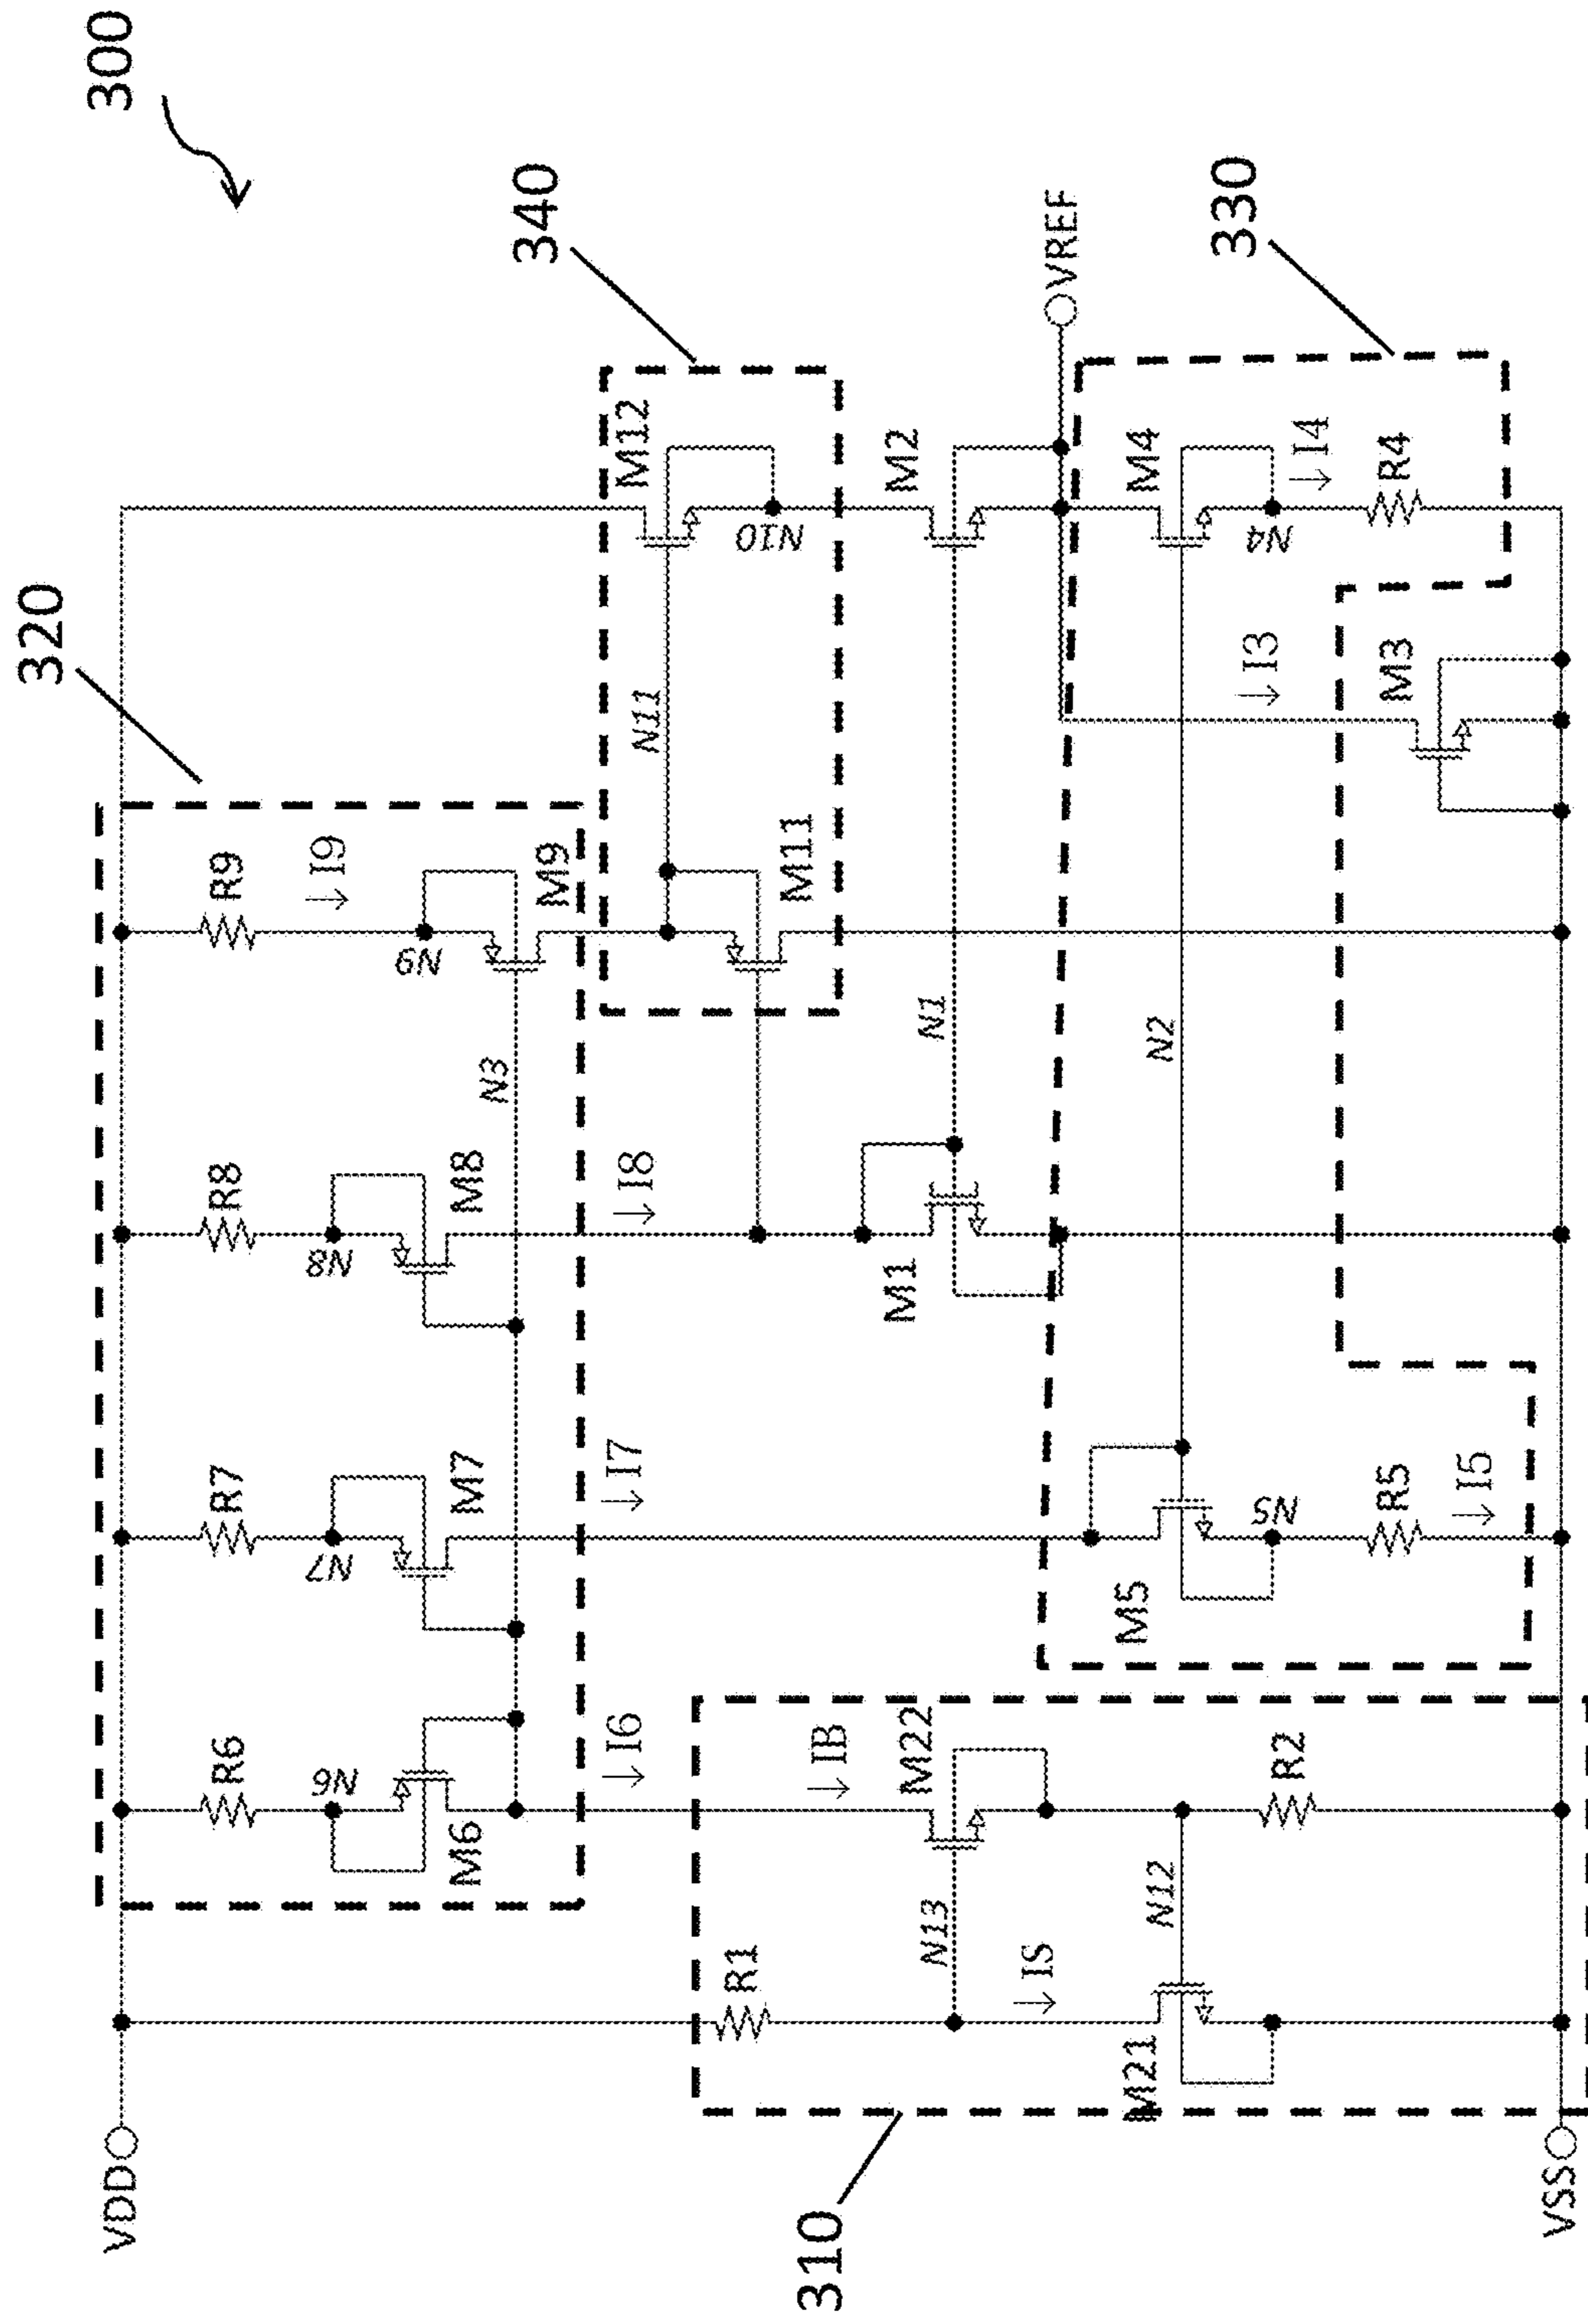 300
320
340
330
310
VDD
R6
R7
R8
R9
↓I9
N6
N7
N8
N9
M6
M7
M8
M9
M12
N3
↓I6
↓I7
↓I8
N11
N10
M11
R1
↓IB
M22
M1
N1
M2
N13
VREF
↓IS
M21
N12
R2
M5
N5
R5
↓I5
N2
M4
N4
↓I4
R4
↓I3
M3
VSS